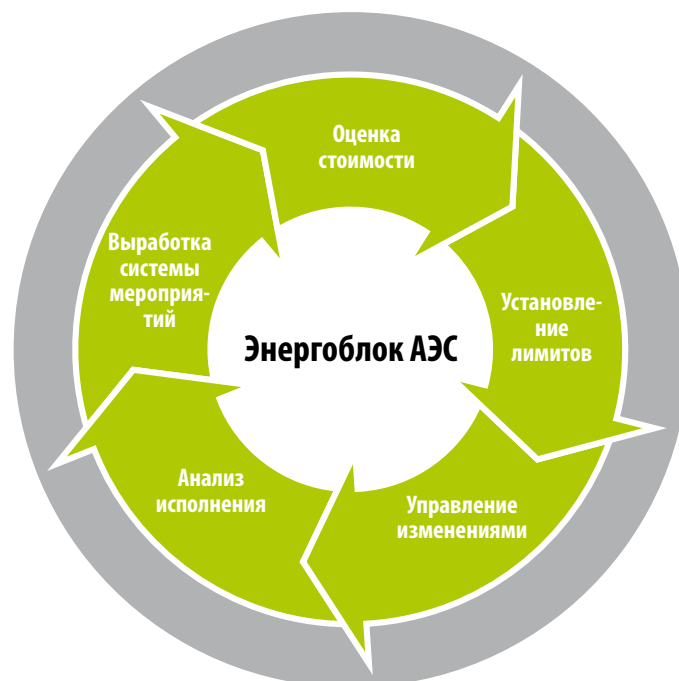 Оценка
стоимости
Установле-
ние
лимитов
Управление
изменениями
Анализ
исполнения
Выработка
системы
мероприя-
тий
Энергоблок АЭС